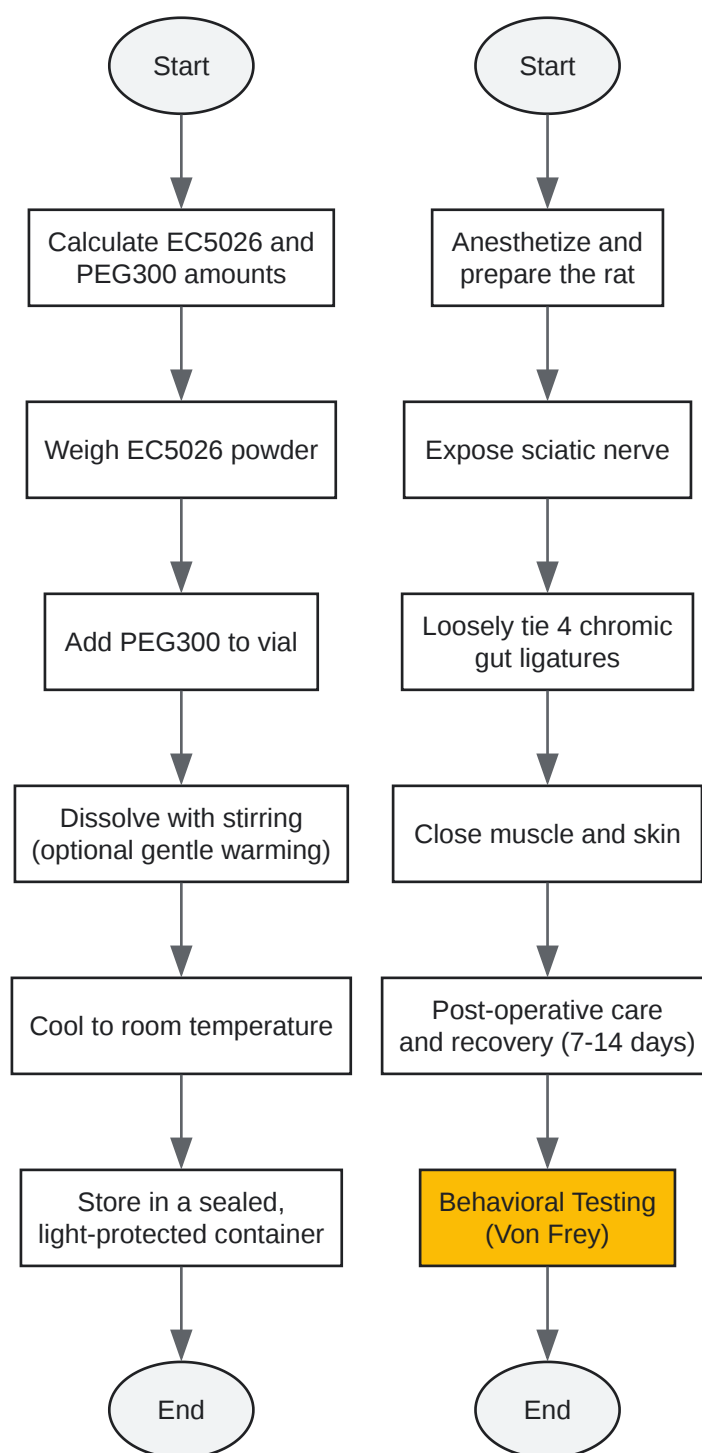 Start
Calculate EC5026 and
PEG300 amounts
Weigh EC5026 powder
Add PEG300 to vial
Dissolve with stirring
(optional gentle warming)
Cool to room temperature
Store in a sealed,
light-protected container
End
Start
Anesthetize and
prepare the rat
Expose sciatic nerve
Loosely tie 4 chromic
gut ligatures
Close muscle and skin
Post-operative care
and recovery (7-14 days)
Behavioral Testing
(Von Frey)
End